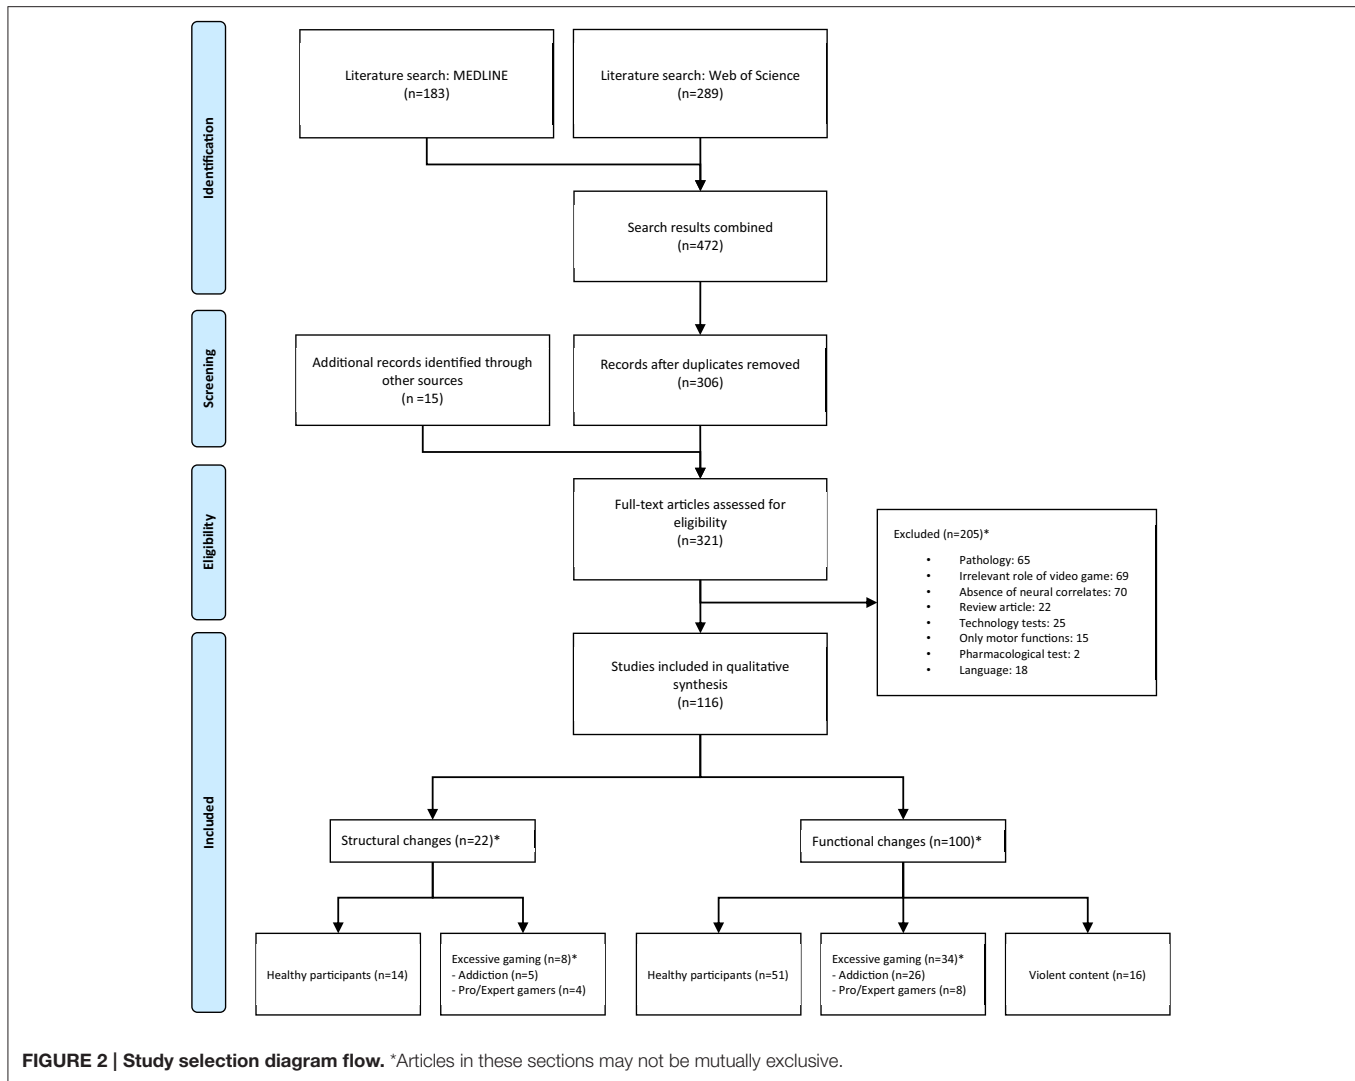 Identification
Literature search: MEDLINE
(n=183)
Literature search: Web of Science
(n=289)
Search results combined
(n=472)
Screening
Additional records identified through
other sources
(n =15)
Records after duplicates removed
(n=306)
Eligibility
Full-text articles assessed for
eligibility
(n=321)
Excluded (n=205)*
• Pathology: 65
• Irrelevant role of video game: 69
• Absence of neural correlates: 70
• Review article: 22
• Technology tests: 25
• Only motor functions: 15
• Pharmacological test: 2
• Language: 18
Included
Studies included in qualitative
synthesis
(n=116)
Structural changes (n=22)*
Functional changes (n=100)*
Healthy participants (n=14)
Excessive gaming (n=8)*
- Addiction (n=5)
- Pro/Expert gamers (n=4)
Healthy participants (n=51)
Excessive gaming (n=34)*
- Addiction (n=26)
- Pro/Expert gamers (n=8)
Violent content (n=16)
FIGURE 2 | Study selection diagram flow. *Articles in these sections may not be mutually exclusive.